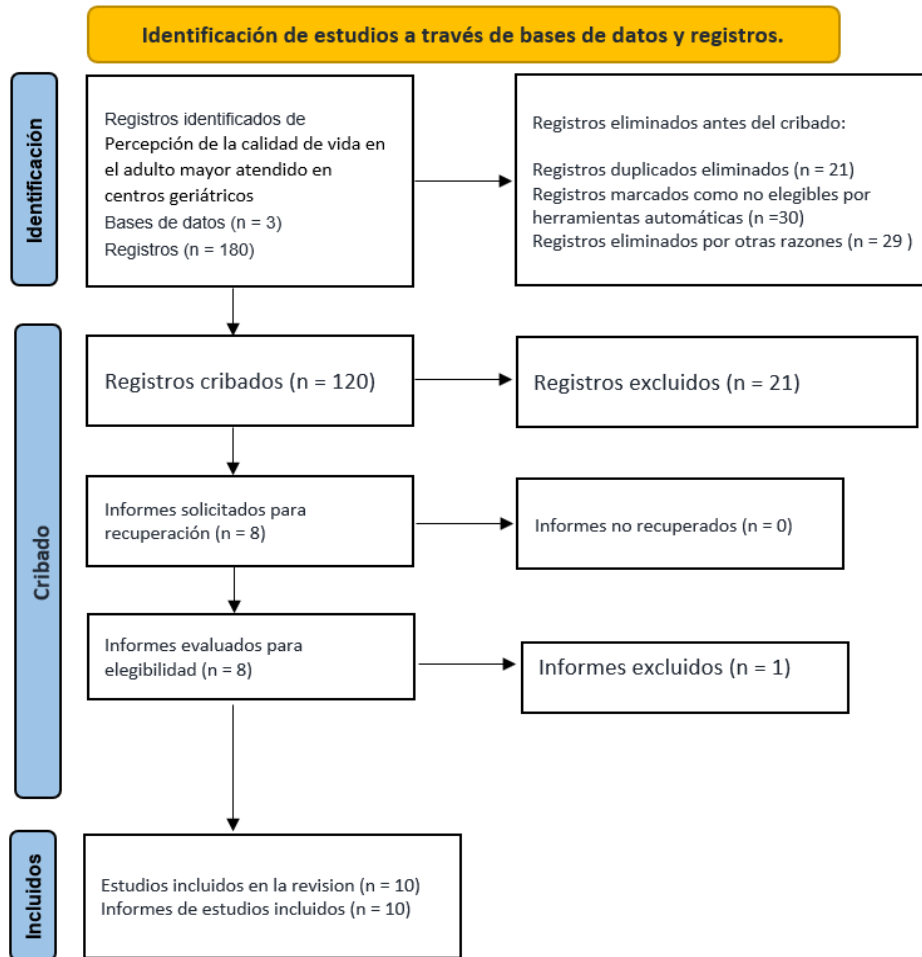 Identificación de estudios a través de bases de datos y registros.
Identificación
Registros identificados de
Percepción de la calidad de vida en
el adulto mayor atendido en
centros geriátricos
Bases de datos (n = 3)
Registros (n = 180)
Registros eliminados antes del cribado:
Registros duplicados eliminados (n = 21)
Registros marcados como no elegibles por
herramientas automáticas (n =30)
Registros eliminados por otras razones (n = 29 )
Cribado
Registros cribados (n = 120)
Registros excluidos (n = 21)
Informes solicitados para
recuperación (n = 8)
Informes no recuperados (n = 0)
Informes evaluados para
elegibilidad (n = 8)
Informes excluidos (n = 1)
Incluidos
Estudios incluidos en la revision (n = 10)
Informes de estudios incluidos (n = 10)